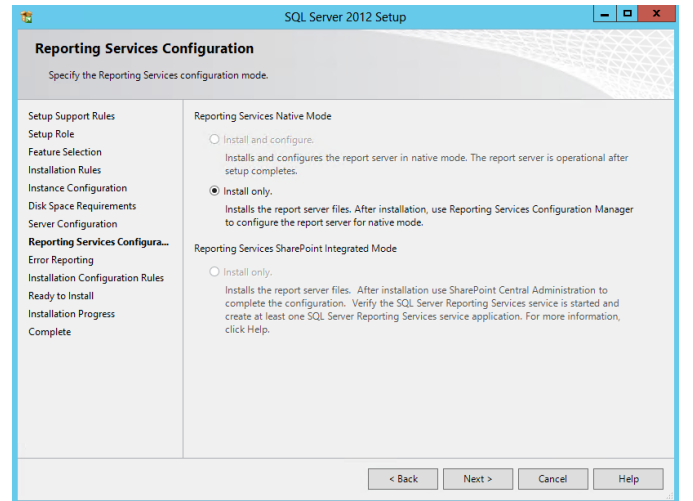 SQL Server 2012 Setup
Reporting Services Configuration
Specify the Reporting Services configuration mode.
Setup Support Rules
Setup Role
Feature Selection
Installation Rules
Instance Configuration
Disk Space Requirements
Server Configuration
Reporting Services Configura...
Error Reporting
Installation Configuration Rules
Ready to Install
Installation Progress
Complete
Reporting Services Native Mode
Install and configure.
Installs and configures the report server in native mode. The report server is operational after
setup completes.
Install only.
Installs the report server files. After installation, use Reporting Services Configuration Manager
to configure the report server for native mode.
Reporting Services SharePoint Integrated Mode
Install only.
Installs the report server files. After installation use SharePoint Central Administration to
complete the configuration. Verify the SQL Server Reporting Services service is started and
create at least one SQL Server Reporting Services service application. For more information,
click Help.
< Back
Next >
Cancel
Help